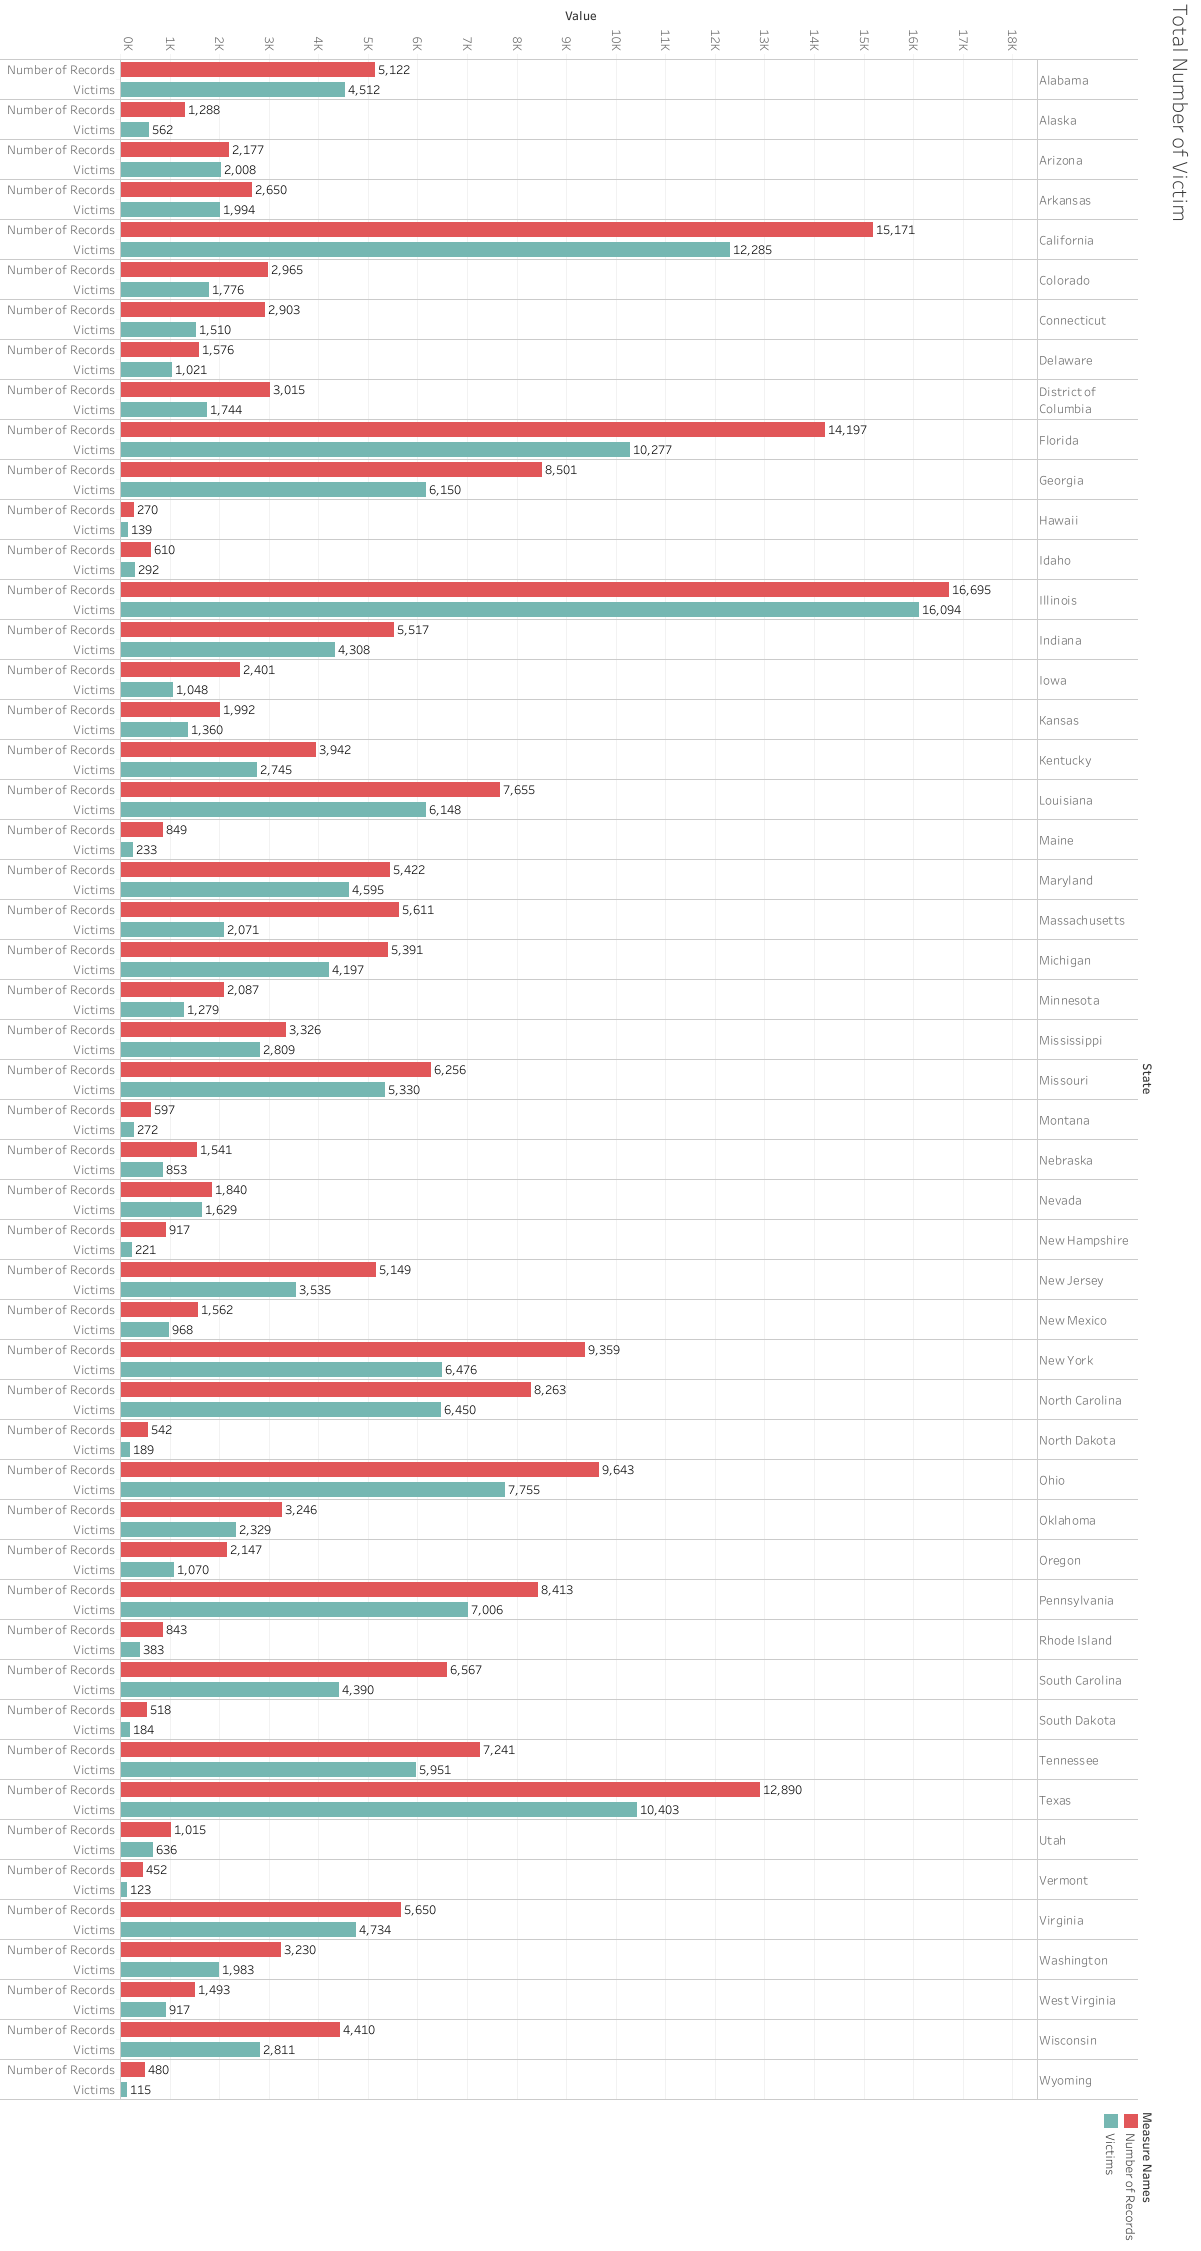 Total Number of Victim
Value
0K 1K 2K 3K 4K 5K 6K 7K 8K 9K 10K 11K 12K 13K 14K 15K 16K 17K 18K
State
Number of Records 5,122
Victims 4,512
Alabama
Number of Records 1,288
Victims 562
Alaska
Number of Records 2,177
Victims 2,008
Arizona
Number of Records 2,650
Victims 1,994
Arkansas
Number of Records 15,171
Victims 12,285
California
Number of Records 2,965
Victims 1,776
Colorado
Number of Records 2,903
Victims 1,510
Connecticut
Number of Records 1,576
Victims 1,021
Delaware
Number of Records 3,015
Victims 1,744
District of
Columbia
Number of Records 14,197
Victims 10,277
Florida
Number of Records 8,501
Victims 6,150
Georgia
Number of Records 270
Victims 139
Hawaii
Number of Records 610
Victims 292
Idaho
Number of Records 16,695
Victims 16,094
Illinois
Number of Records 5,517
Victims 4,308
Indiana
Number of Records 2,401
Victims 1,048
Iowa
Number of Records 1,992
Victims 1,360
Kansas
Number of Records 3,942
Victims 2,745
Kentucky
Number of Records 7,655
Victims 6,148
Louisiana
Number of Records 849
Victims 233
Maine
Number of Records 5,422
Victims 4,595
Maryland
Number of Records 5,611
Victims 2,071
Massachusetts
Number of Records 5,391
Victims 4,197
Michigan
Number of Records 2,087
Victims 1,279
Minnesota
Number of Records 3,326
Victims 2,809
Mississippi
Number of Records 6,256
Victims 5,330
Missouri
Number of Records 597
Victims 272
Montana
Number of Records 1,541
Victims 853
Nebraska
Number of Records 1,840
Victims 1,629
Nevada
Number of Records 917
Victims 221
New Hampshire
Number of Records 5,149
Victims 3,535
New Jersey
Number of Records 1,562
Victims 968
New Mexico
Number of Records 9,359
Victims 6,476
New York
Number of Records 8,263
Victims 6,450
North Carolina
Number of Records 542
Victims 189
North Dakota
Number of Records 9,643
Victims 7,755
Ohio
Number of Records 3,246
Victims 2,329
Oklahoma
Number of Records 2,147
Victims 1,070
Oregon
Number of Records 8,413
Victims 7,006
Pennsylvania
Number of Records 843
Victims 383
Rhode Island
Number of Records 6,567
Victims 4,390
South Carolina
Number of Records 518
Victims 184
South Dakota
Number of Records 7,241
Victims 5,951
Tennessee
Number of Records 12,890
Victims 10,403
Texas
Number of Records 1,015
Victims 636
Utah
Number of Records 452
Victims 123
Vermont
Number of Records 5,650
Victims 4,734
Virginia
Number of Records 3,230
Victims 1,983
Washington
Number of Records 1,493
Victims 917
West Virginia
Number of Records 4,410
Victims 2,811
Wisconsin
Number of Records 480
Victims 115
Wyoming
Measure Names
Number of Records
Victims